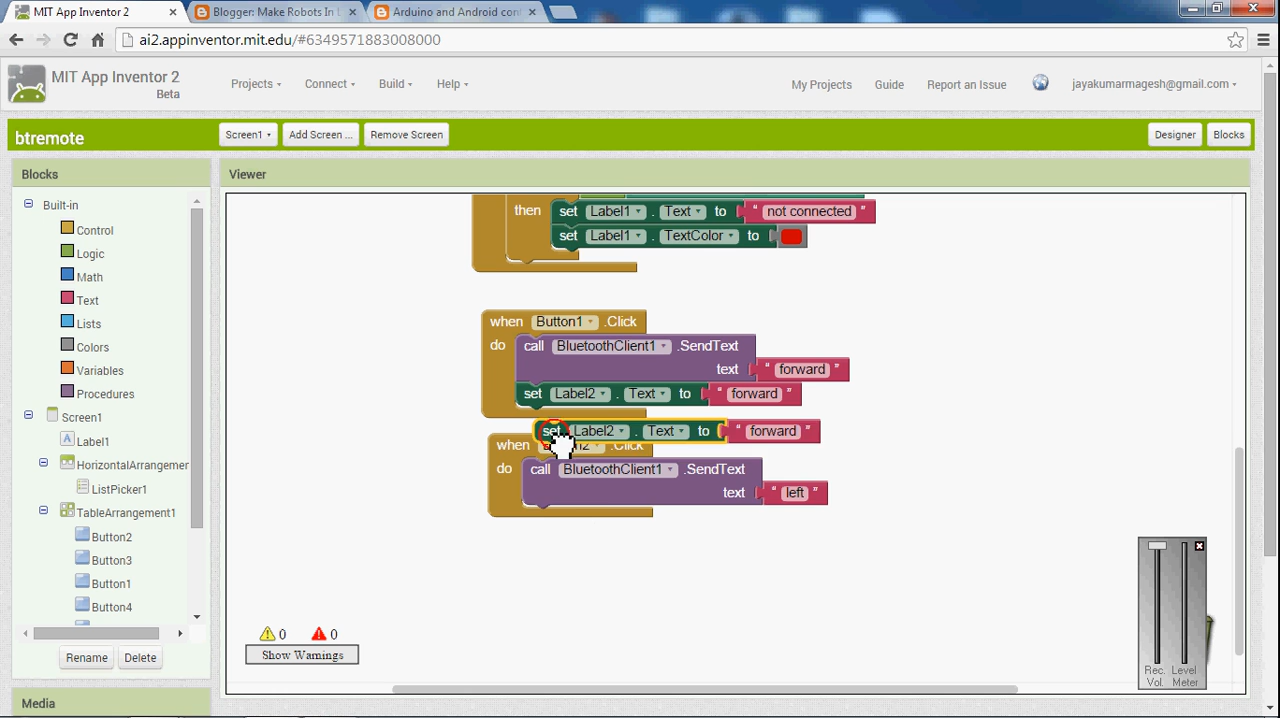 MIT App Inventor 2
Blogger: Make Robots In L
Arduino and Android con
ai2.appinventor.mit.edu/#6349571883008000
MIT App Inventor 2
Beta
Projects
Connect
Build
Help
My Projects
Guide
Report an Issue
jayakumarmagesh@gmail.com
btremote
Screen1
Add Screen ...
Remove Screen
Designer
Blocks
Blocks
Viewer
Built-in
Control
Logic
Math
Text
Lists
Colors
Variables
Procedures
Screen1
Label1
HorizontalArrangemer
ListPicker1
TableArrangement1
Button2
Button3
Button1
Button4
Rename
Delete
Media
then set Label1 . Text to " not connected "
set Label1 . TextColor to
when Button1 .Click
do call BluetoothClient1 .SendText
text " forward "
set Label2 . Text to " forward "
set Label2 . Text to " forward "
when .Click
do call BluetoothClient1 .SendText
text " left "
0 0
Show Warnings
Rec. Level
Vol. Meter